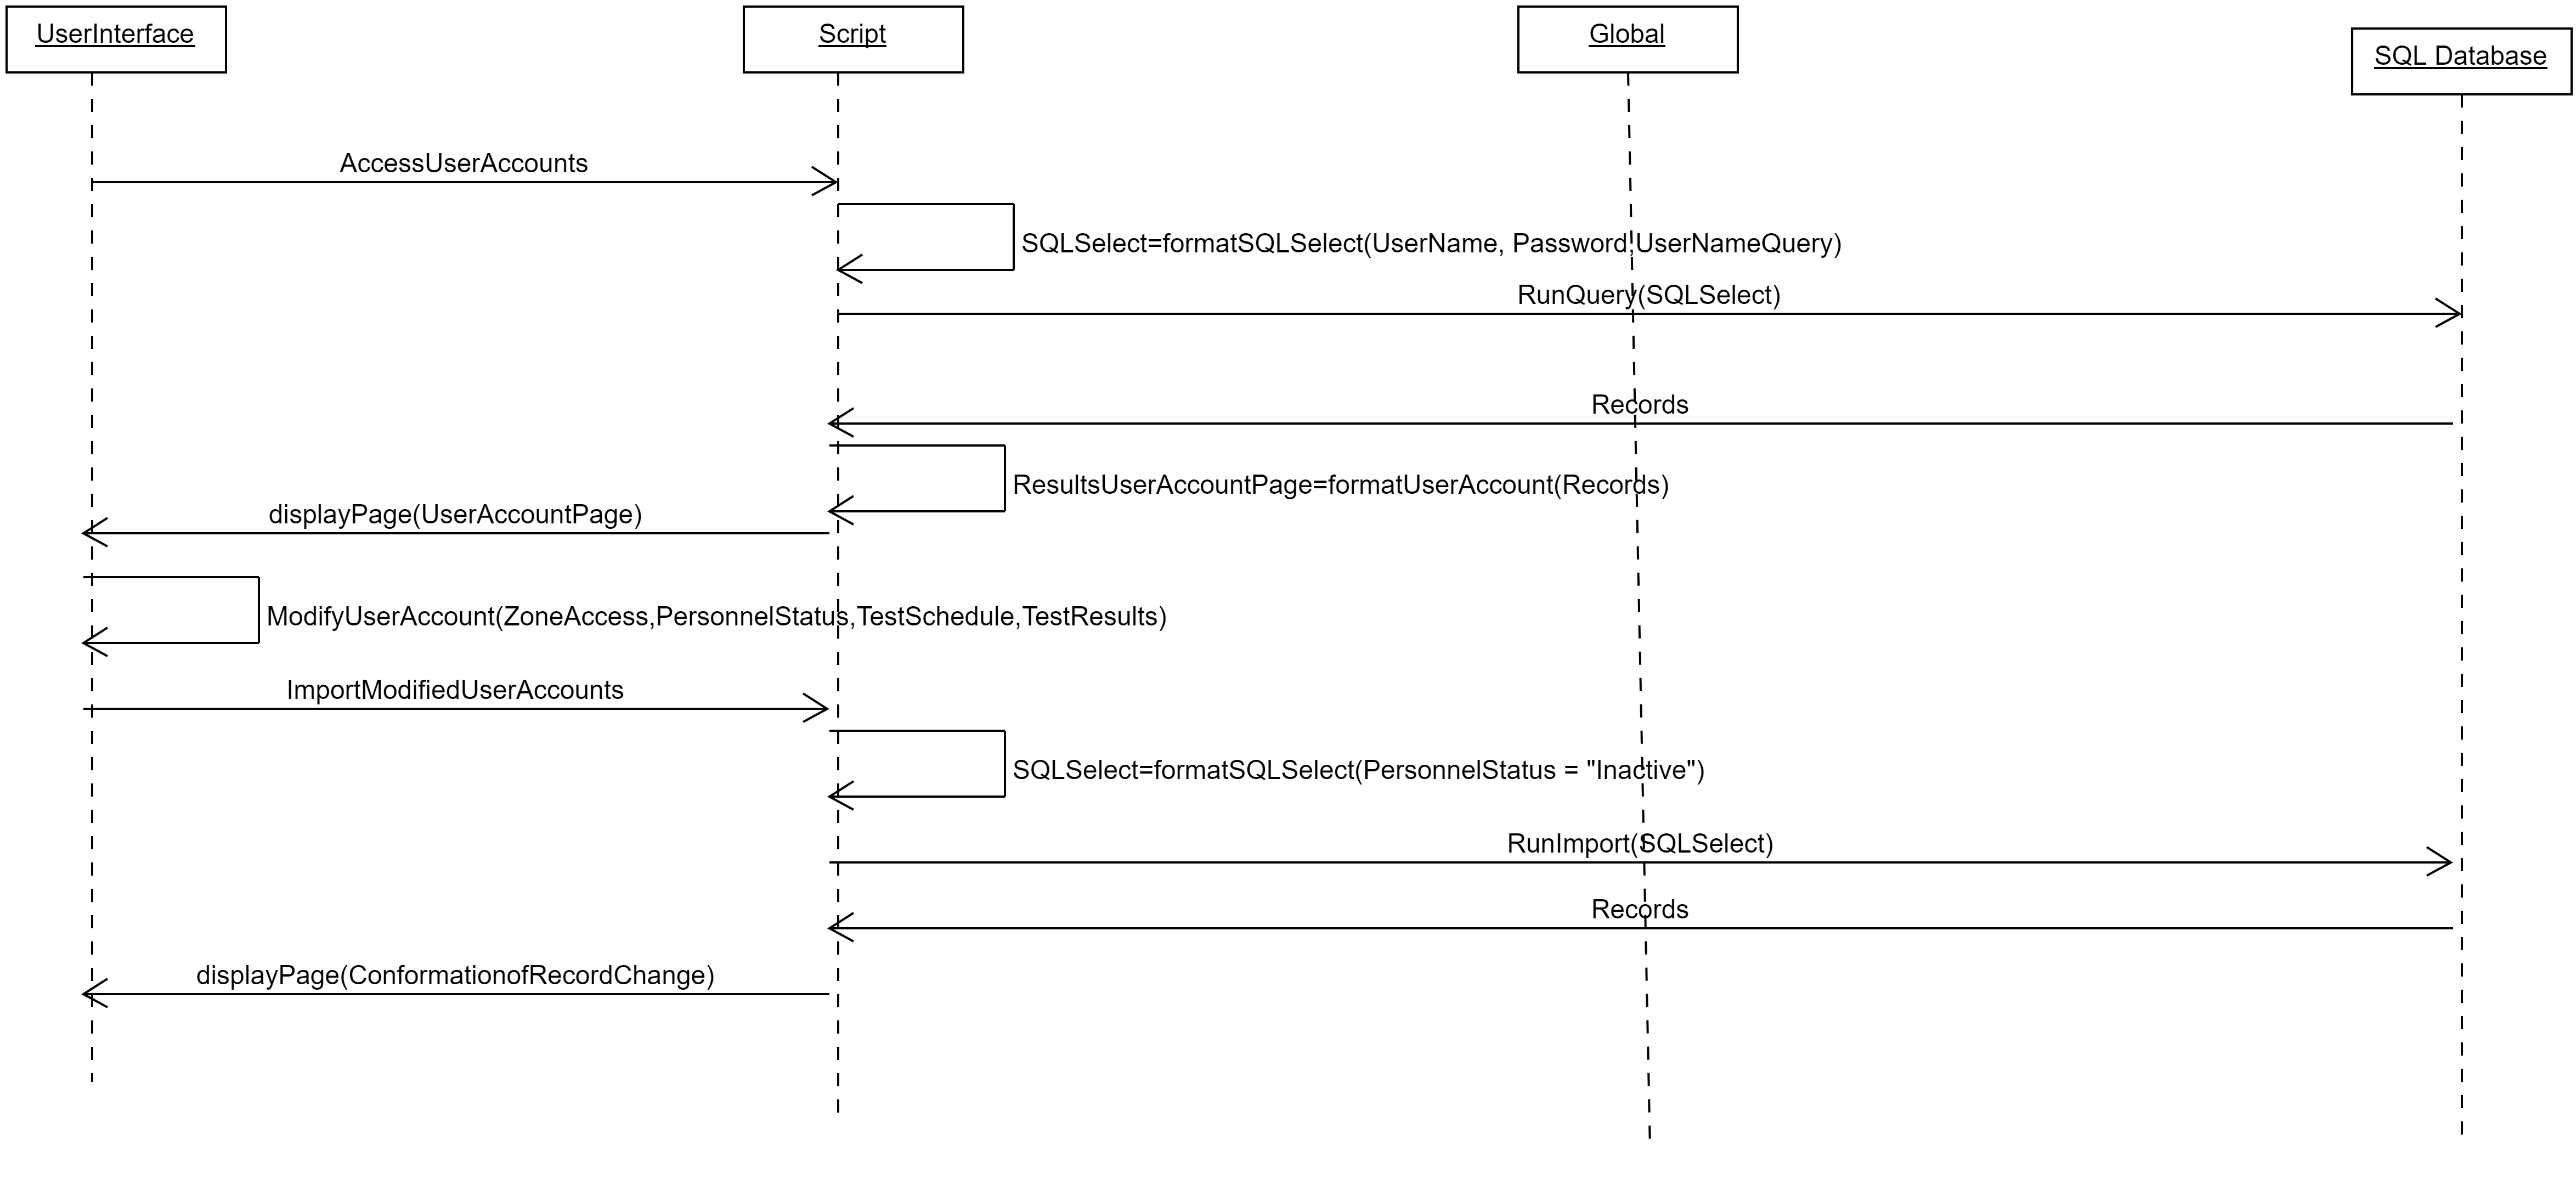 UserInterface
Script
Global
SQL Database
AccessUserAccounts
SQLSelect=formatSQLSelect(UserName, Password,UserNameQuery)
RunQuery(SQLSelect)
Records
ResultsUserAccountPage=formatUserAccount(Records)
displayPage(UserAccountPage)
ModifyUserAccount(ZoneAccess,PersonnelStatus,TestSchedule,TestResults)
ImportModifiedUserAccounts
SQLSelect=formatSQLSelect(PersonnelStatus = "Inactive")
RunImport(SQLSelect)
Records
displayPage(ConformationofRecordChange)